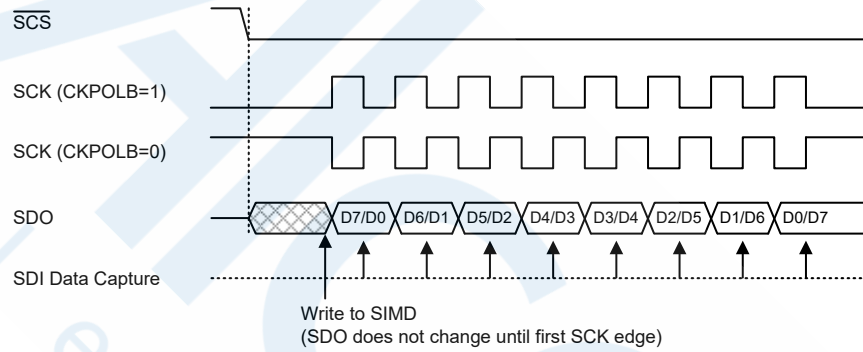 SCS
SCK (CKPOLB=1)
SCK (CKPOLB=0)
SDO D7/D0 D6/D1 D5/D2 D4/D3 D3/D4 D2/D5 D1/D6 D0/D7
SDI Data Capture
Write to SIMD
(SDO does not change until first SCK edge)